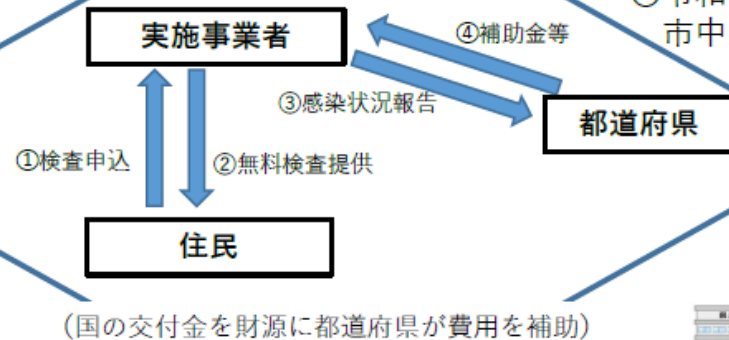 実施事業者
④補助金等
市中
③感染状況報告
都道府県
①検査申込
②無料検査提供
住民
(国の交付金を財源に都道府県が費用を補助)